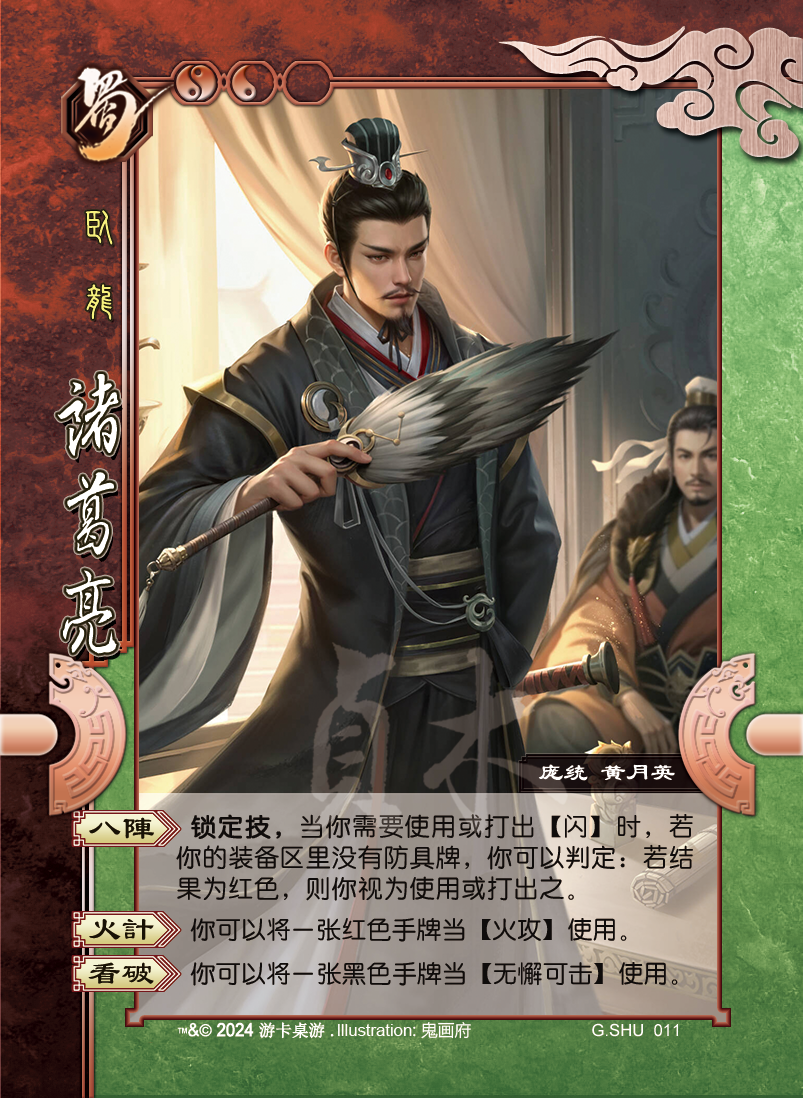 蜀
臥龍
諸葛亮
庞统 黄月英
八陣 锁定技，当你需要使用或打出【闪】时，若
你的装备区里没有防具牌，你可以判定：若结
果为红色，则你视为使用或打出之。
火計 你可以将一张红色手牌当【火攻】使用。
看破 你可以将一张黑色手牌当【无懈可击】使用。
™&© 2024 游卡桌游 . Illustration: 鬼画府 G.SHU 011